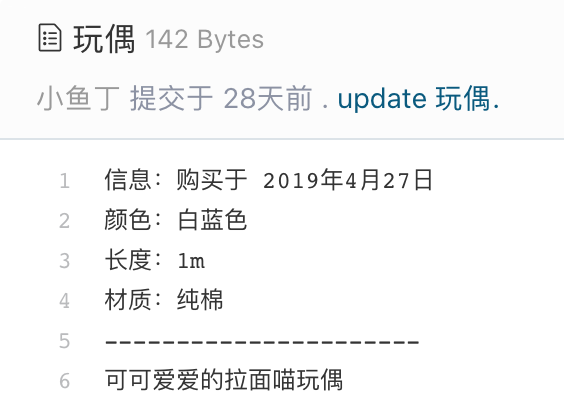 玩偶 142 Bytes
小鱼丁 提交于 28天前 . update 玩偶.
1 信息：购买于 2019年4月27日
2 颜色：白蓝色
3 长度：1m
4 材质：纯棉
5 ----------------------
6 可可爱爱的拉面喵玩偶